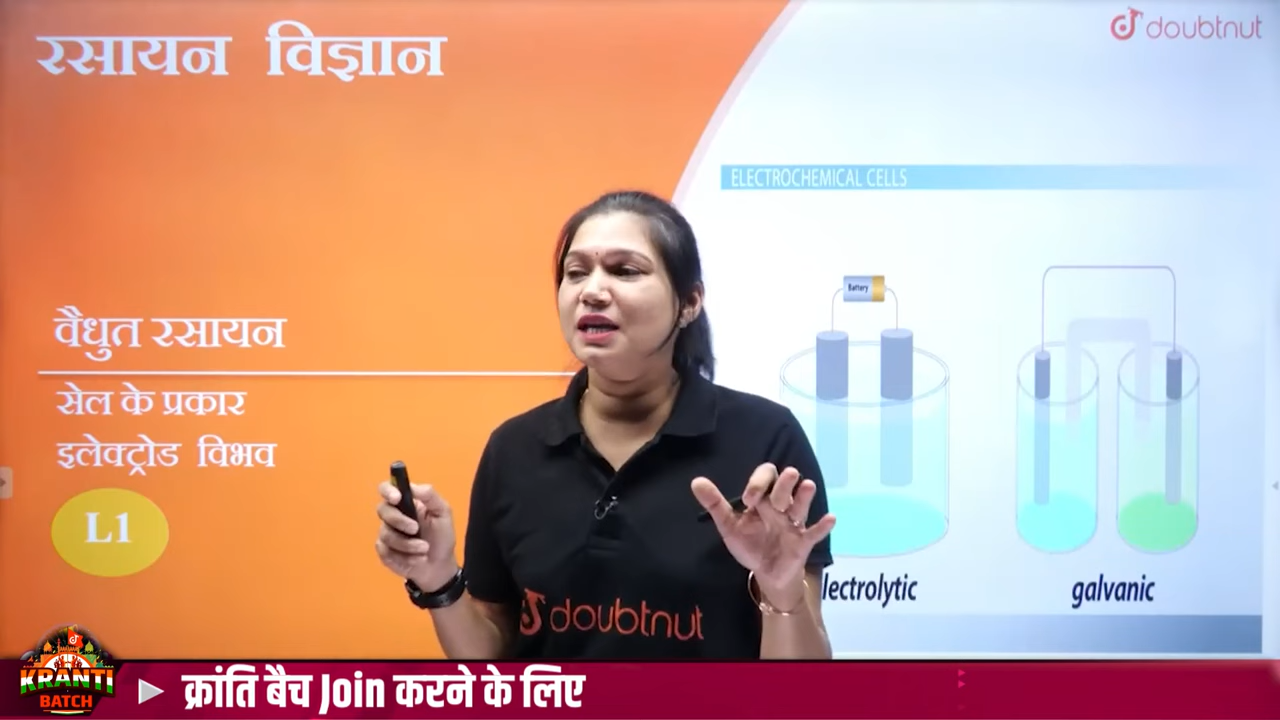 रसायन विज्ञान
doubtnut
ELECTROCHEMICAL CELLS
Battery
वैधुत रसायन
सेल के प्रकार
इलेक्ट्रोड विभव
L1
lectrolytic
galvanic
doubtnut
KRANTI
BATCH
क्रांति बैच Join करने के लिए